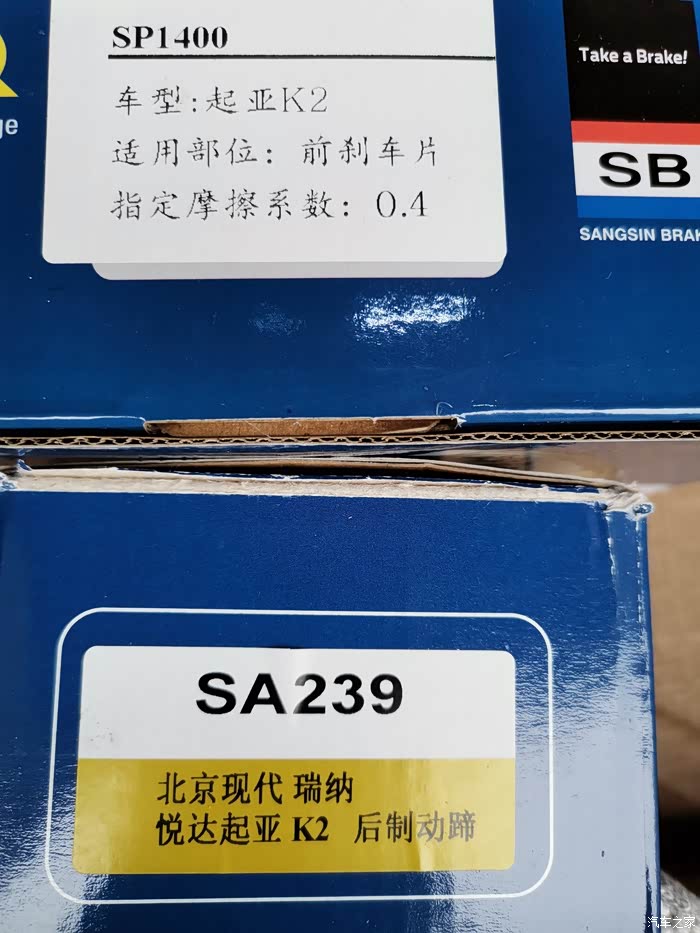 SP1400
车型:起亚K2
适用部位: 前刹车片
指定摩擦系数: 0.4
Take a Brake!
SB
SANGSIN BRAK
SA239
北京现代 瑞纳
悦达起亚 K2 后制动蹄
汽车之家